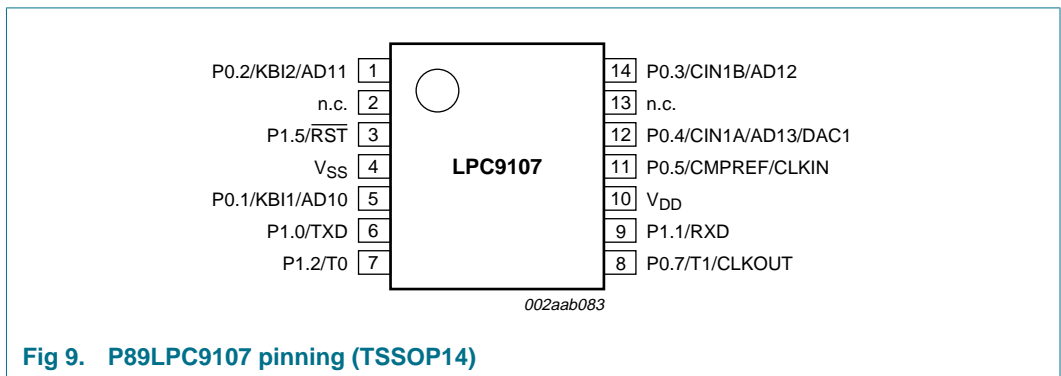 P0.2/KBI2/AD11 1 14 P0.3/CIN1B/AD12
n.c. 2 13 n.c.
P1.5/R̅S̅T̅ 3 12 P0.4/CIN1A/AD13/DAC1
VSS 4 LPC9107 11 P0.5/CMPREF/CLKIN
P0.1/KBI1/AD10 5 10 VDD
P1.0/TXD 6 9 P1.1/RXD
P1.2/T0 7 8 P0.7/T1/CLKOUT
002aab083
Fig 9. P89LPC9107 pinning (TSSOP14)